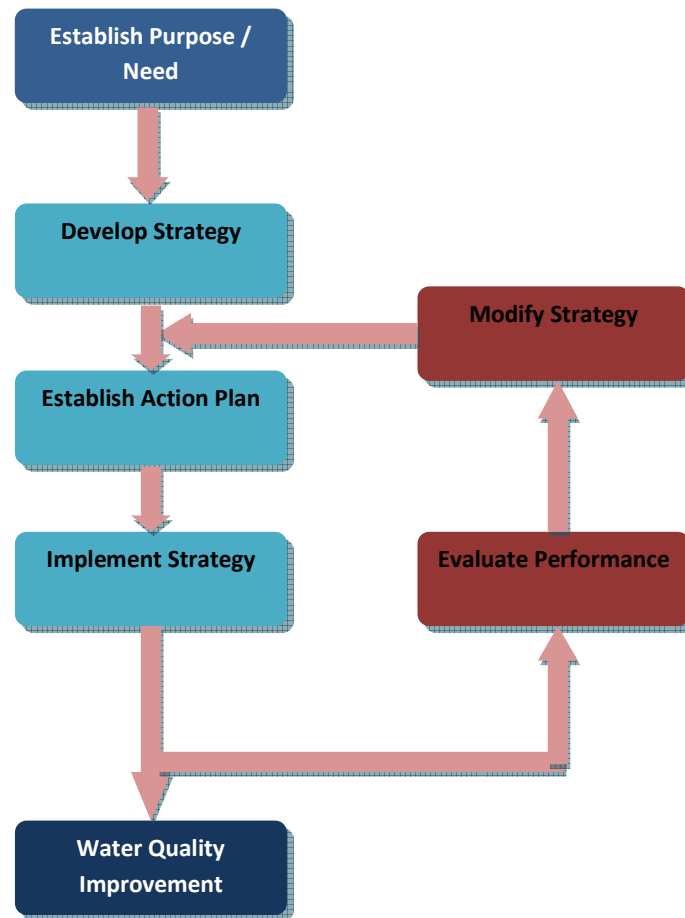 Establish Purpose /
Need
Develop Strategy
Modify Strategy
Establish Action Plan
Implement Strategy
Evaluate Performance
Water Quality
Improvement